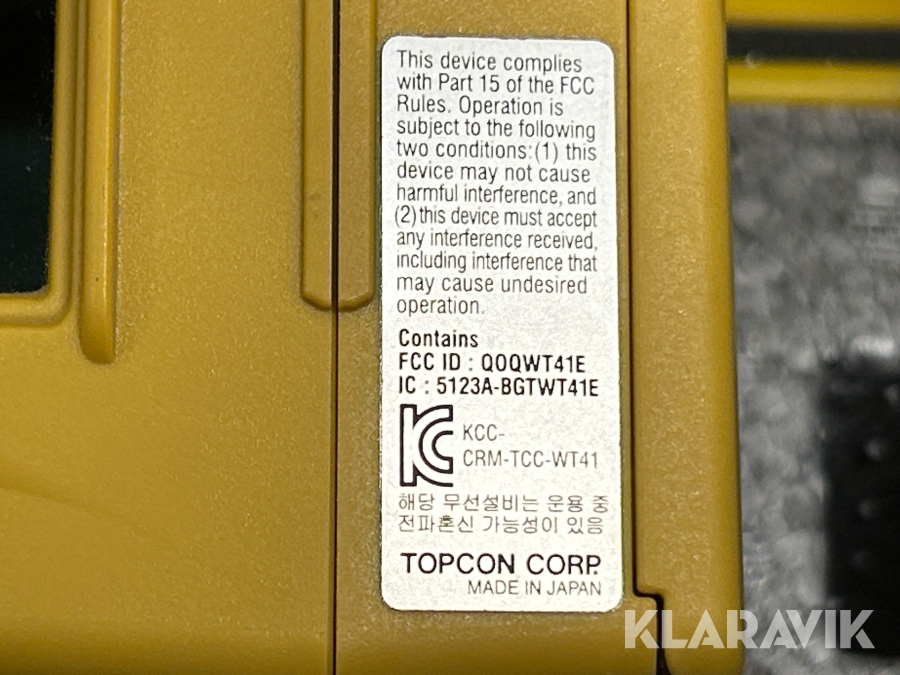 This device complies
with Part 15 of the FCC
Rules. Operation is
subject to the following
two conditions:(1) this
device may not cause
harmful interference, and
(2)this device must accept
any interference received,
including interference that
may cause undesired
operation.
Contains
FCC ID : QOQWT41E
IC : 5123A-BGTWT41E
KCC-
CRM-TCC-WT41
해당 무선설비는 운용 중
전파혼신 가능성이 있음
TOPCON CORP.
MADE IN JAPAN
KLARAVIK